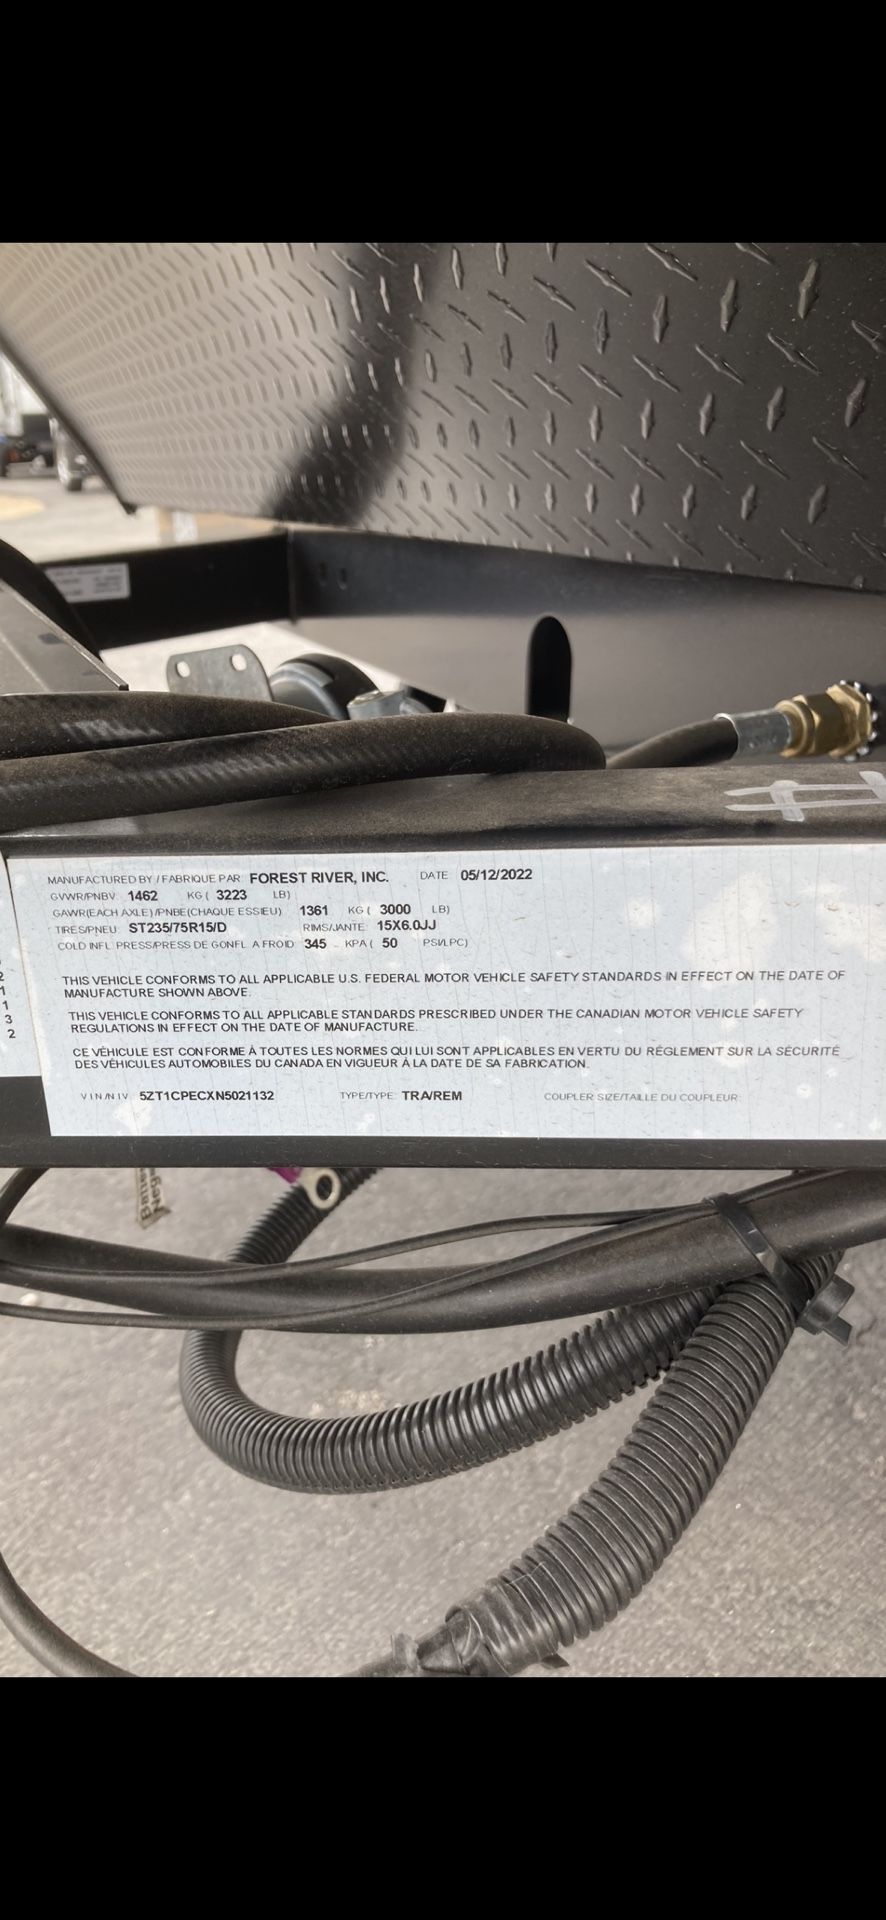 MANUFACTURED BY / FABRIQUE PAR: FOREST RIVER, INC. DATE: 05/12/2022
GVWR/PNBV: 1462 KG ( 3223 LB)
GAWR(EACH AXLE)/PNBE(CHAQUE ESSIEU) 1361 KG ( 3000 LB)
TIRES/PNEU ST235/75R15/D RIMS/JANTE: 15X6.0JJ
COLD INFL. PRESS/PRESS DE GONFL. A FROID 345 KPA ( 50 PSI/LPC)
THIS VEHICLE CONFORMS TO ALL APPLICABLE U.S. FEDERAL MOTOR VEHICLE SAFETY STANDARDS IN EFFECT ON THE DATE OF
MANUFACTURE SHOWN ABOVE.
THIS VEHICLE CONFORMS TO ALL APPLICABLE STANDARDS PRESCRIBED UNDER THE CANADIAN MOTOR VEHICLE SAFETY
REGULATIONS IN EFFECT ON THE DATE OF MANUFACTURE.
CE VÉHICULE EST CONFORME À TOUTES LES NORMES QUI LUI SONT APPLICABLES EN VERTU DU RÉGLEMENT SUR LA SÉCURITÉ
DES VÉHICULES AUTOMOBILES DU CANADA EN VIGUEUR À LA DATE DE SA FABRICATION.
V I N /N I V: 5ZT1CPECXN5021132 TYPE/TYPE: TRA/REM COUPLER SIZE/TAILLE DU COUPLEUR:
2
1
1
3
2